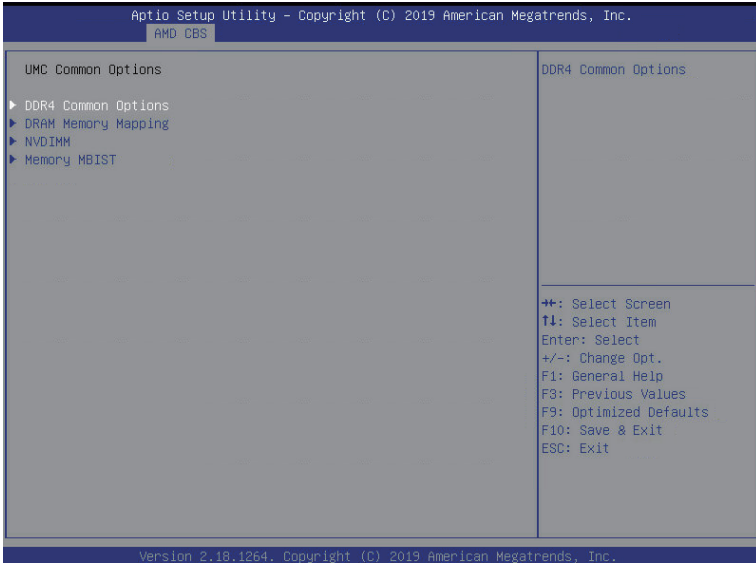 Aptio Setup Utility – Copyright (C) 2019 American Megatrends, Inc.
AMD CBS
UMC Common Options
DDR4 Common Options
DRAM Memory Mapping
NVDIMM
Memory MBIST
DDR4 Common Options
→←: Select Screen
↑↓: Select Item
Enter: Select
+/-: Change Opt.
F1: General Help
F3: Previous Values
F9: Optimized Defaults
F10: Save & Exit
ESC: Exit
Version 2.18.1264. Copyright (C) 2019 American Megatrends, Inc.